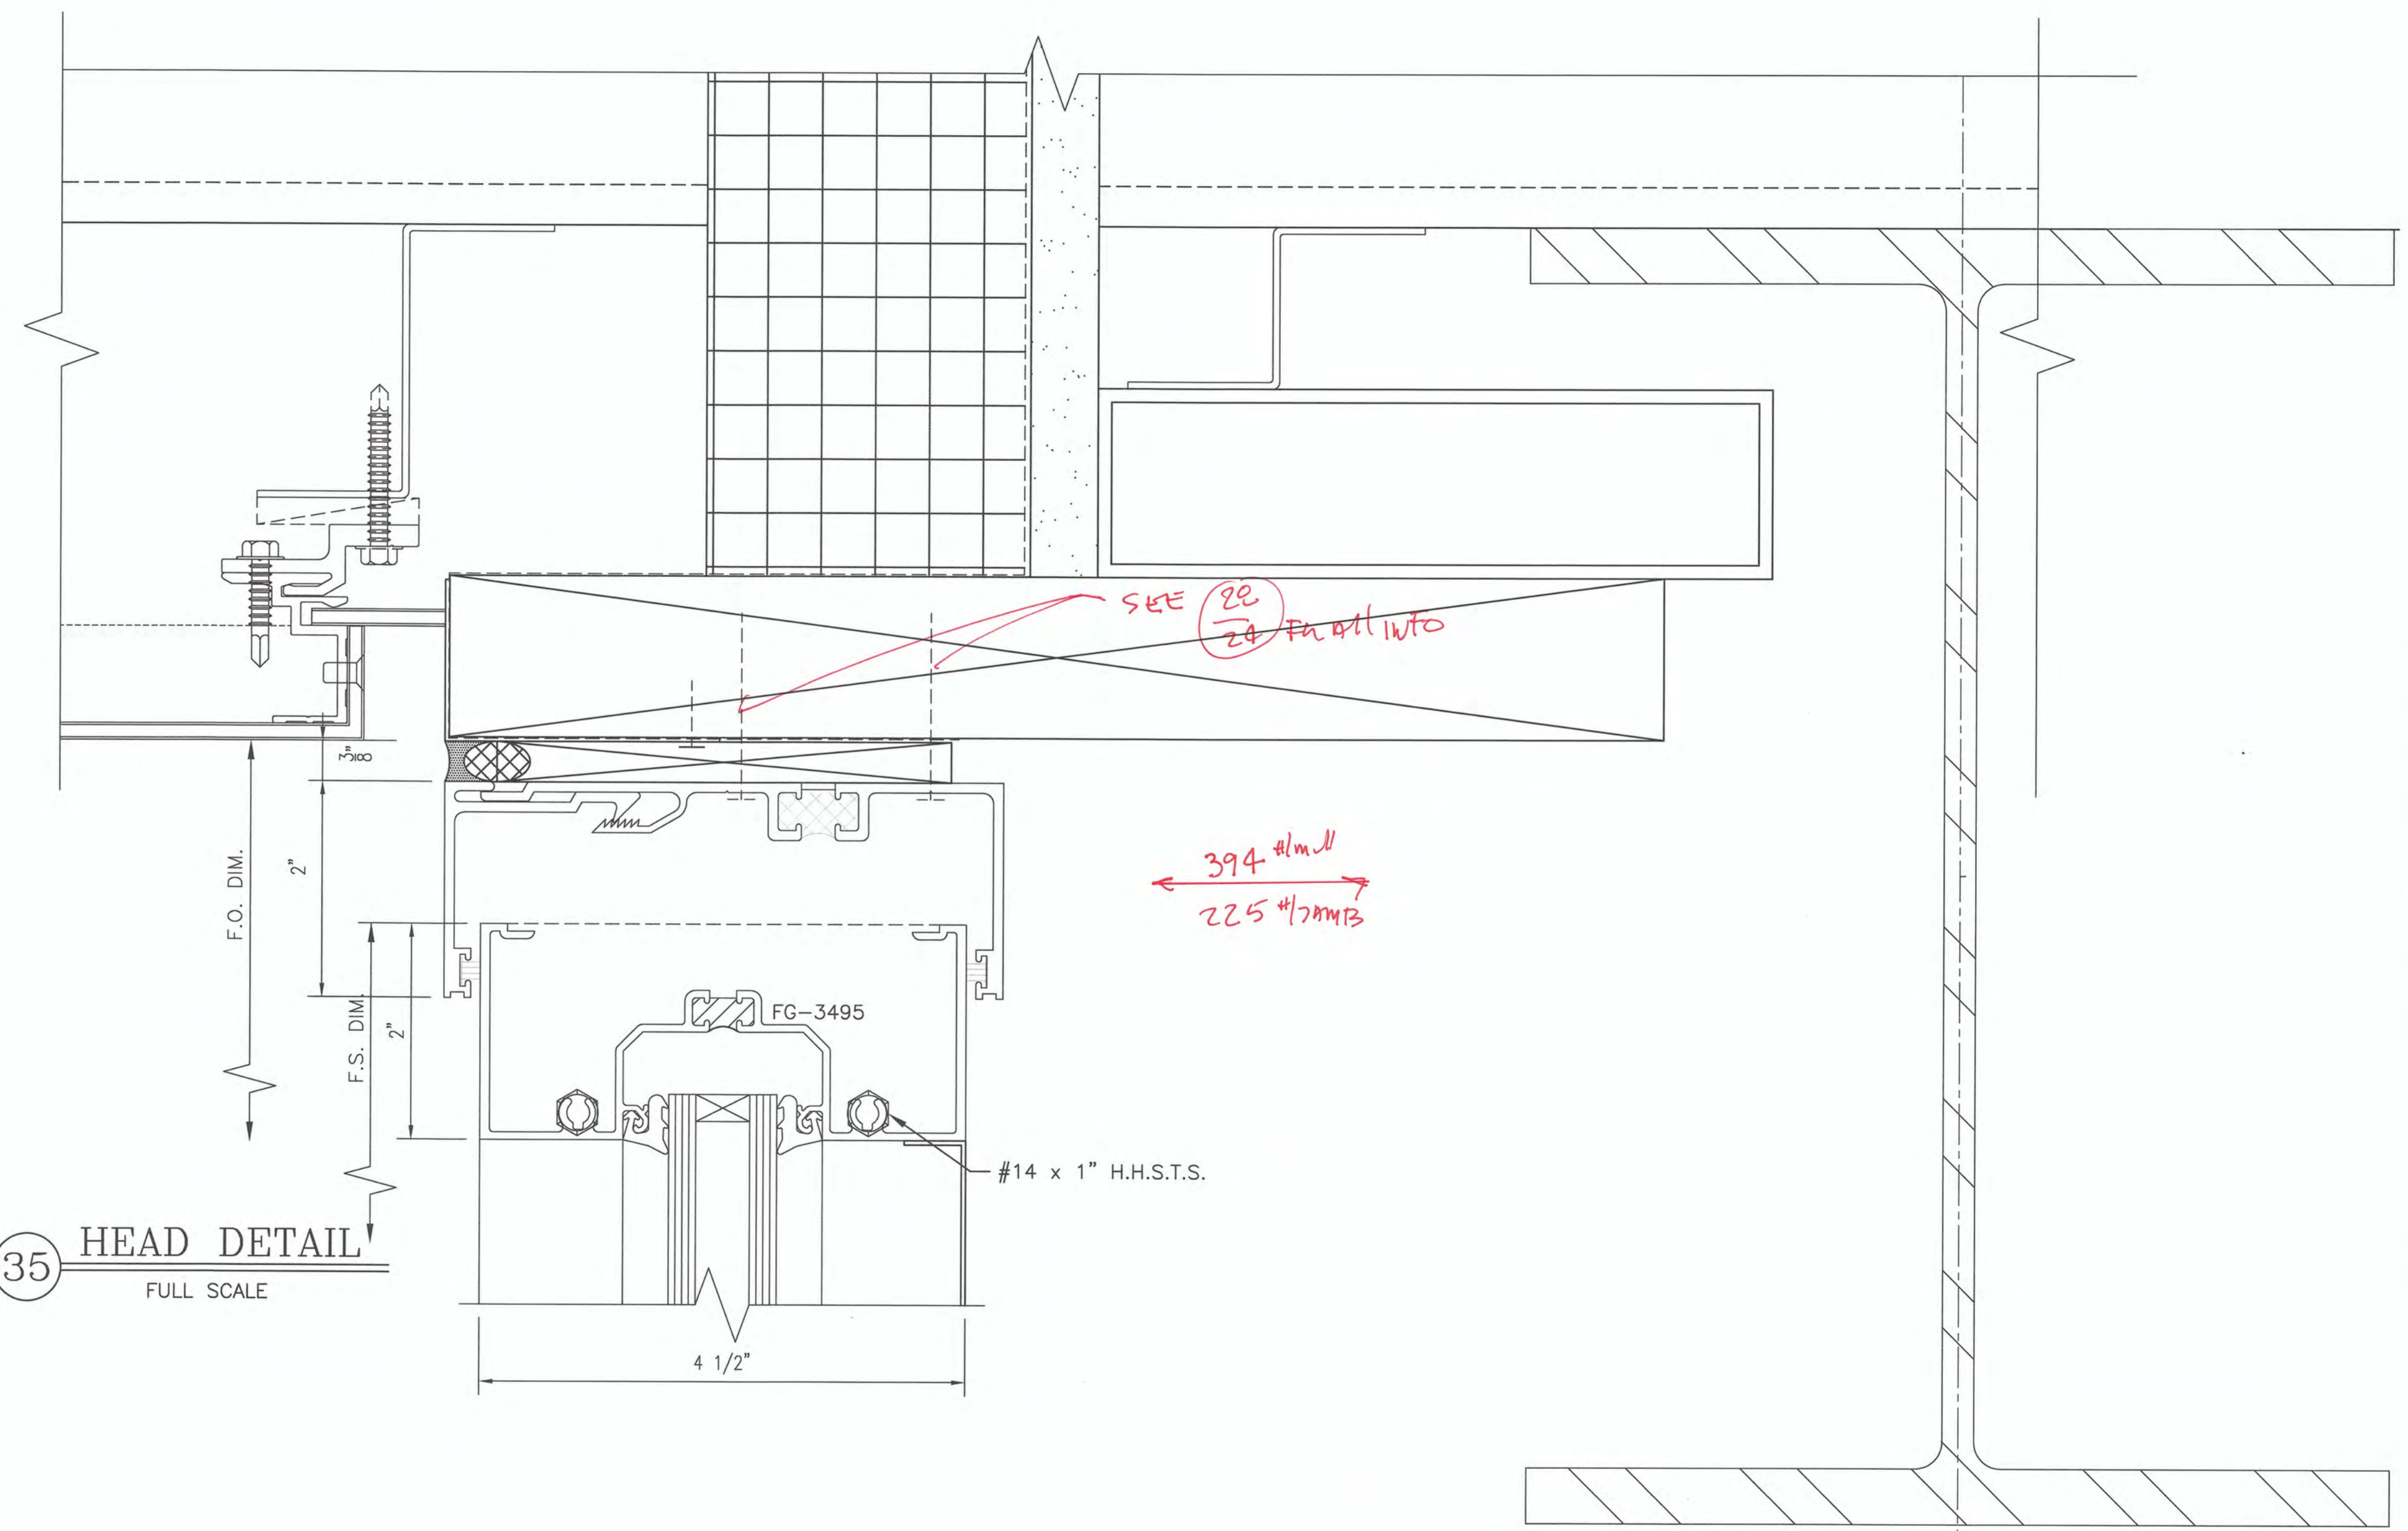 SEE 22/24 For All INFO
3/8"
F.O. DIM.
2"
394 #/mull
225 #/JAMB
F.S. DIM.
2"
FG-3495
#14 x 1" H.H.S.T.S.
35 HEAD DETAIL
FULL SCALE
4 1/2"